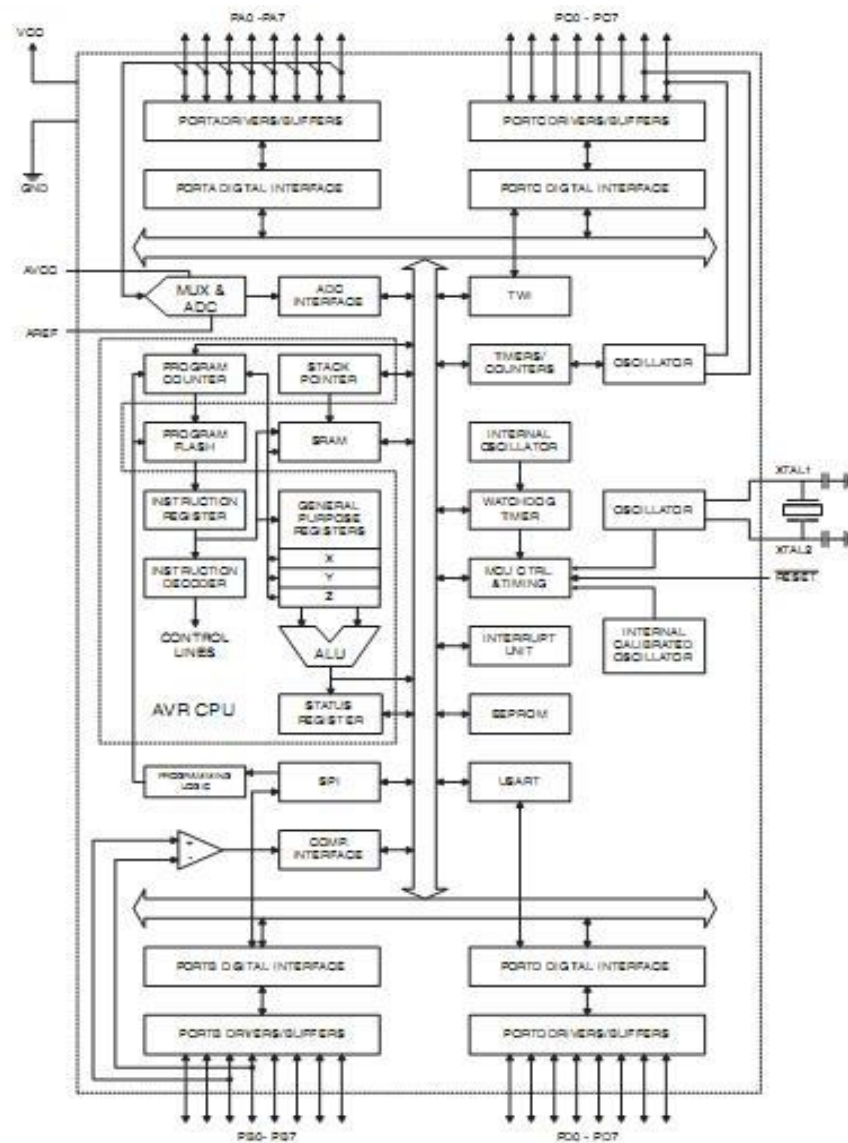 PA0 - PA7
PC0 - PC7
VCC
PORTA DRIVERS/BUFFERS
PORTC DRIVERS/BUFFERS
GND
PORTA DIGITAL INTERFACE
PORTC DIGITAL INTERFACE
AVCC
MUX &
ADC
ADC
INTERFACE
TWI
AREF
PROGRAM
COUNTER
STACK
POINTER
TIMERS/
COUNTERS
OSCILLATOR
PROGRAM
FLASH
SRAM
INTERNAL
OSCILLATOR
XTAL1
INSTRUCTION
REGISTER
GENERAL
PURPOSE
REGISTERS
WATCHDOG
TIMER
OSCILLATOR
XTAL2
X
INSTRUCTION
DECODER
Y
MCU CTRL.
& TIMING
RESET
Z
CONTROL
LINES
ALU
INTERRUPT
UNIT
INTERNAL
CALIBRATED
OSCILLATOR
AVR CPU
STATUS
REGISTER
EEPROM
PROGRAMMING
LOGIC
SPI
USART
+
-
COMP.
INTERFACE
PORTB DIGITAL INTERFACE
PORTD DIGITAL INTERFACE
PORTB DRIVERS/BUFFERS
PORTD DRIVERS/BUFFERS
PB0 - PB7
PD0 - PD7